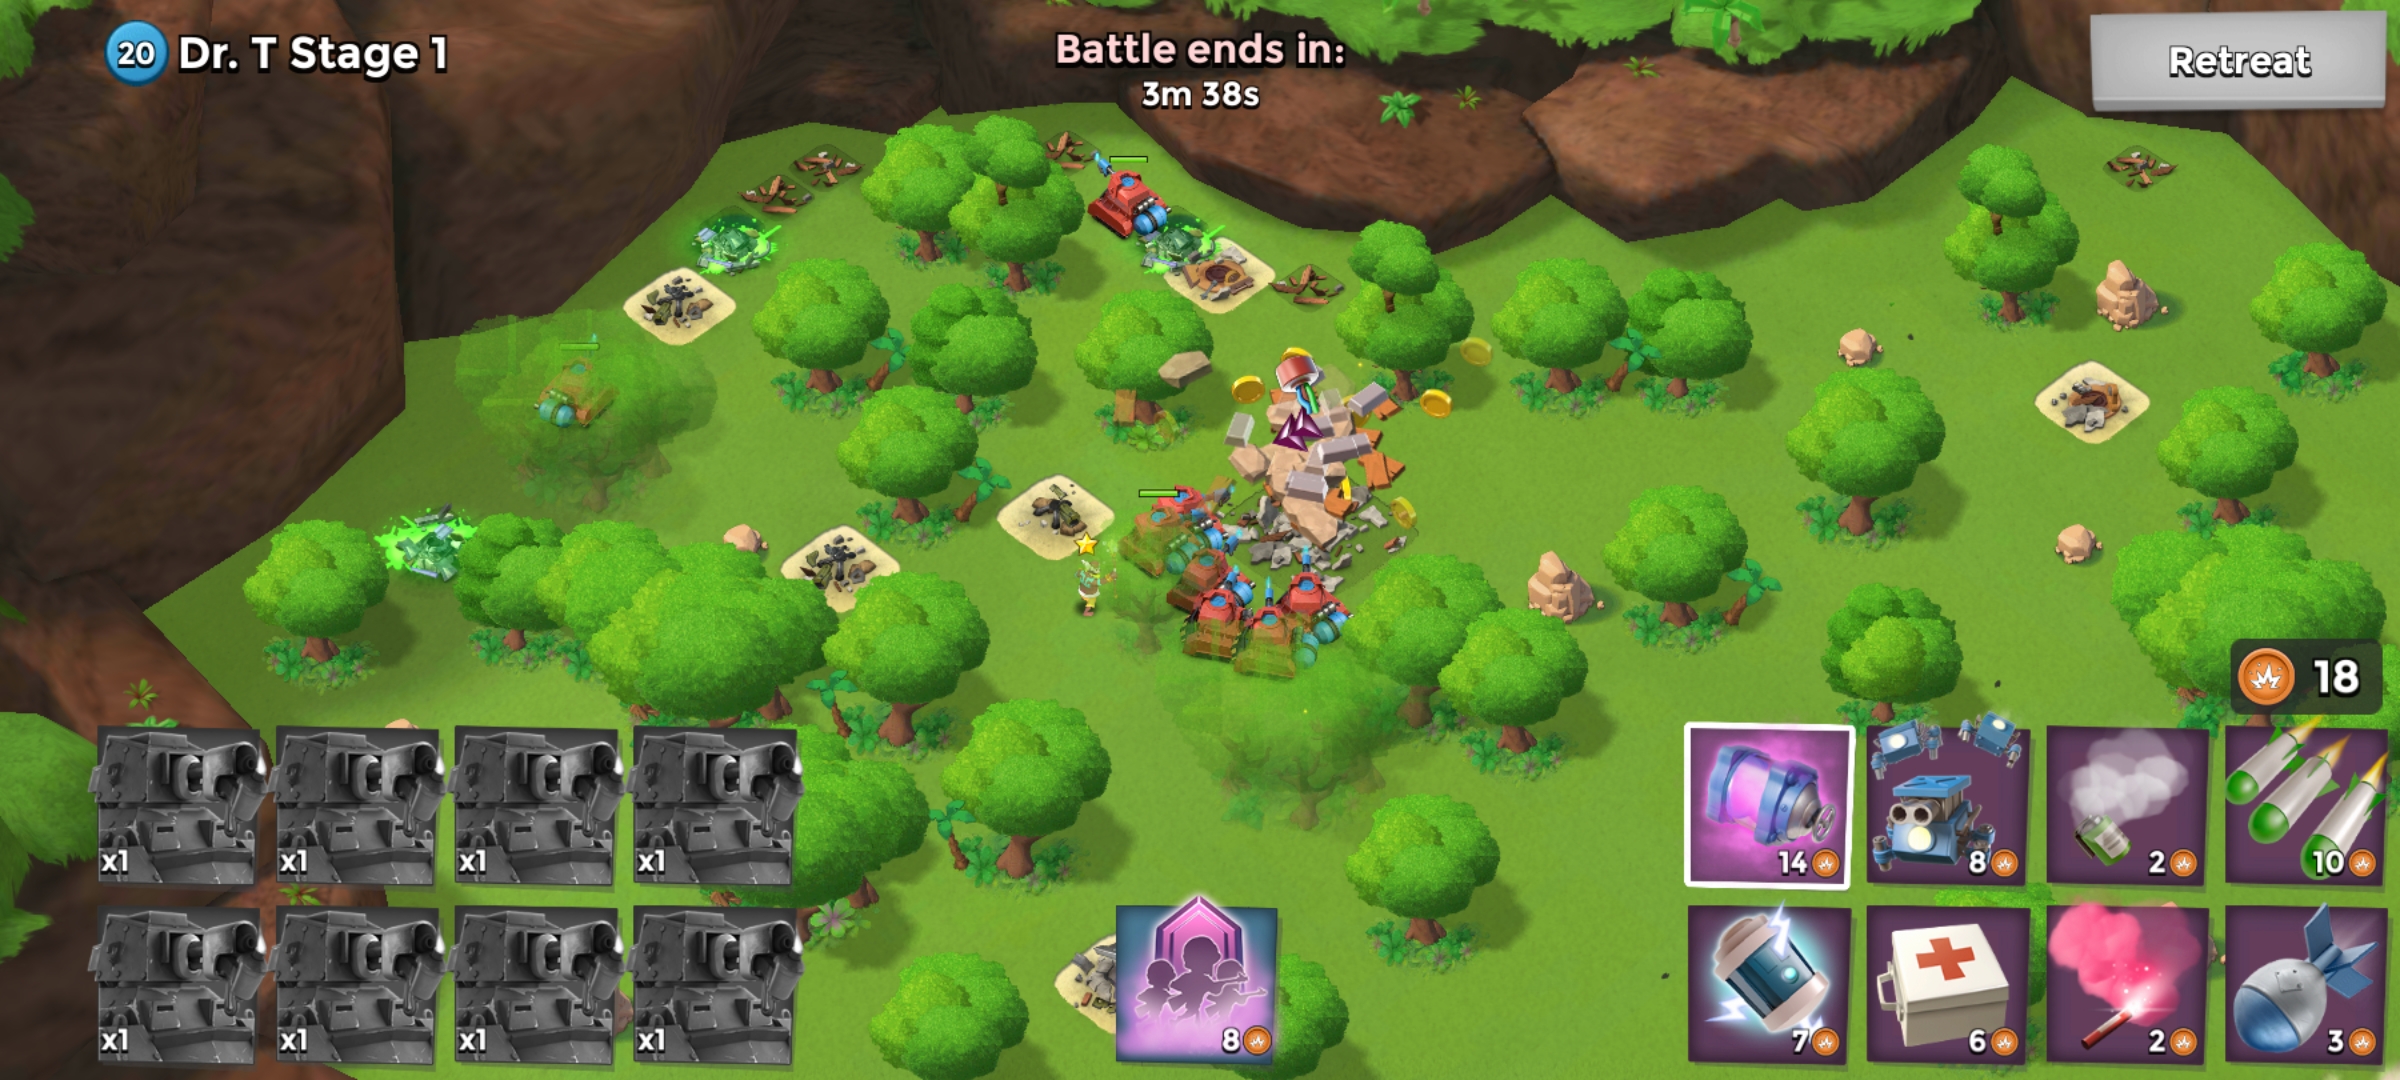 20 Dr. T Stage 1
Battle ends in:
3m 38s
Retreat
18
x1 x1 x1 x1
14 8 2 10
x1 x1 x1 x1
8
7 6 2 3